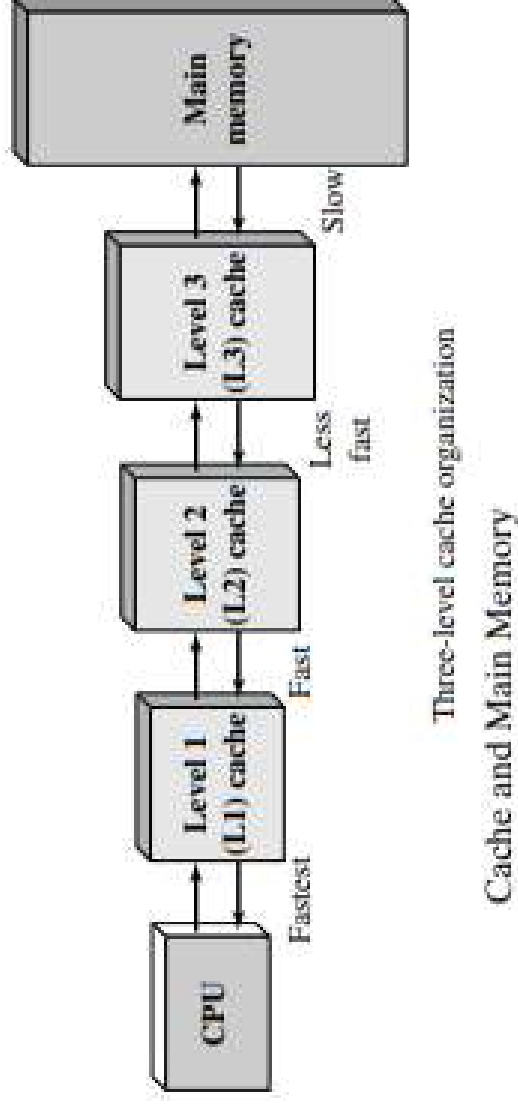 CPU
Level 1
(L1) cache
Level 2
(L2) cache
Level 3
(L3) cache
Main
memory
Fastest
Fast
Less
fast
Slow
Three-level cache organization
Cache and Main Memory